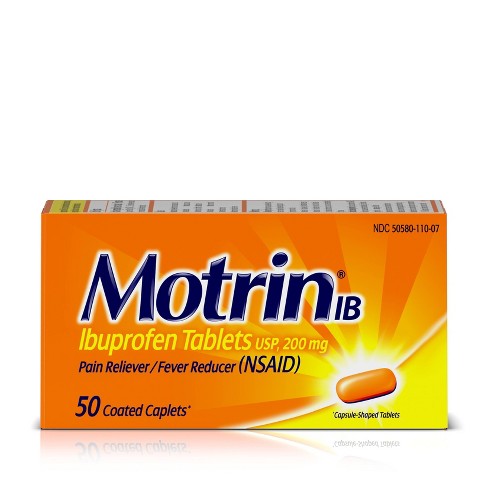 NDC 50580-110-07
Motrin® IB
Ibuprofen Tablets USP, 200 mg
Pain Reliever/Fever Reducer (NSAID)
50 Coated Caplets*
*Capsule-Shaped Tablets